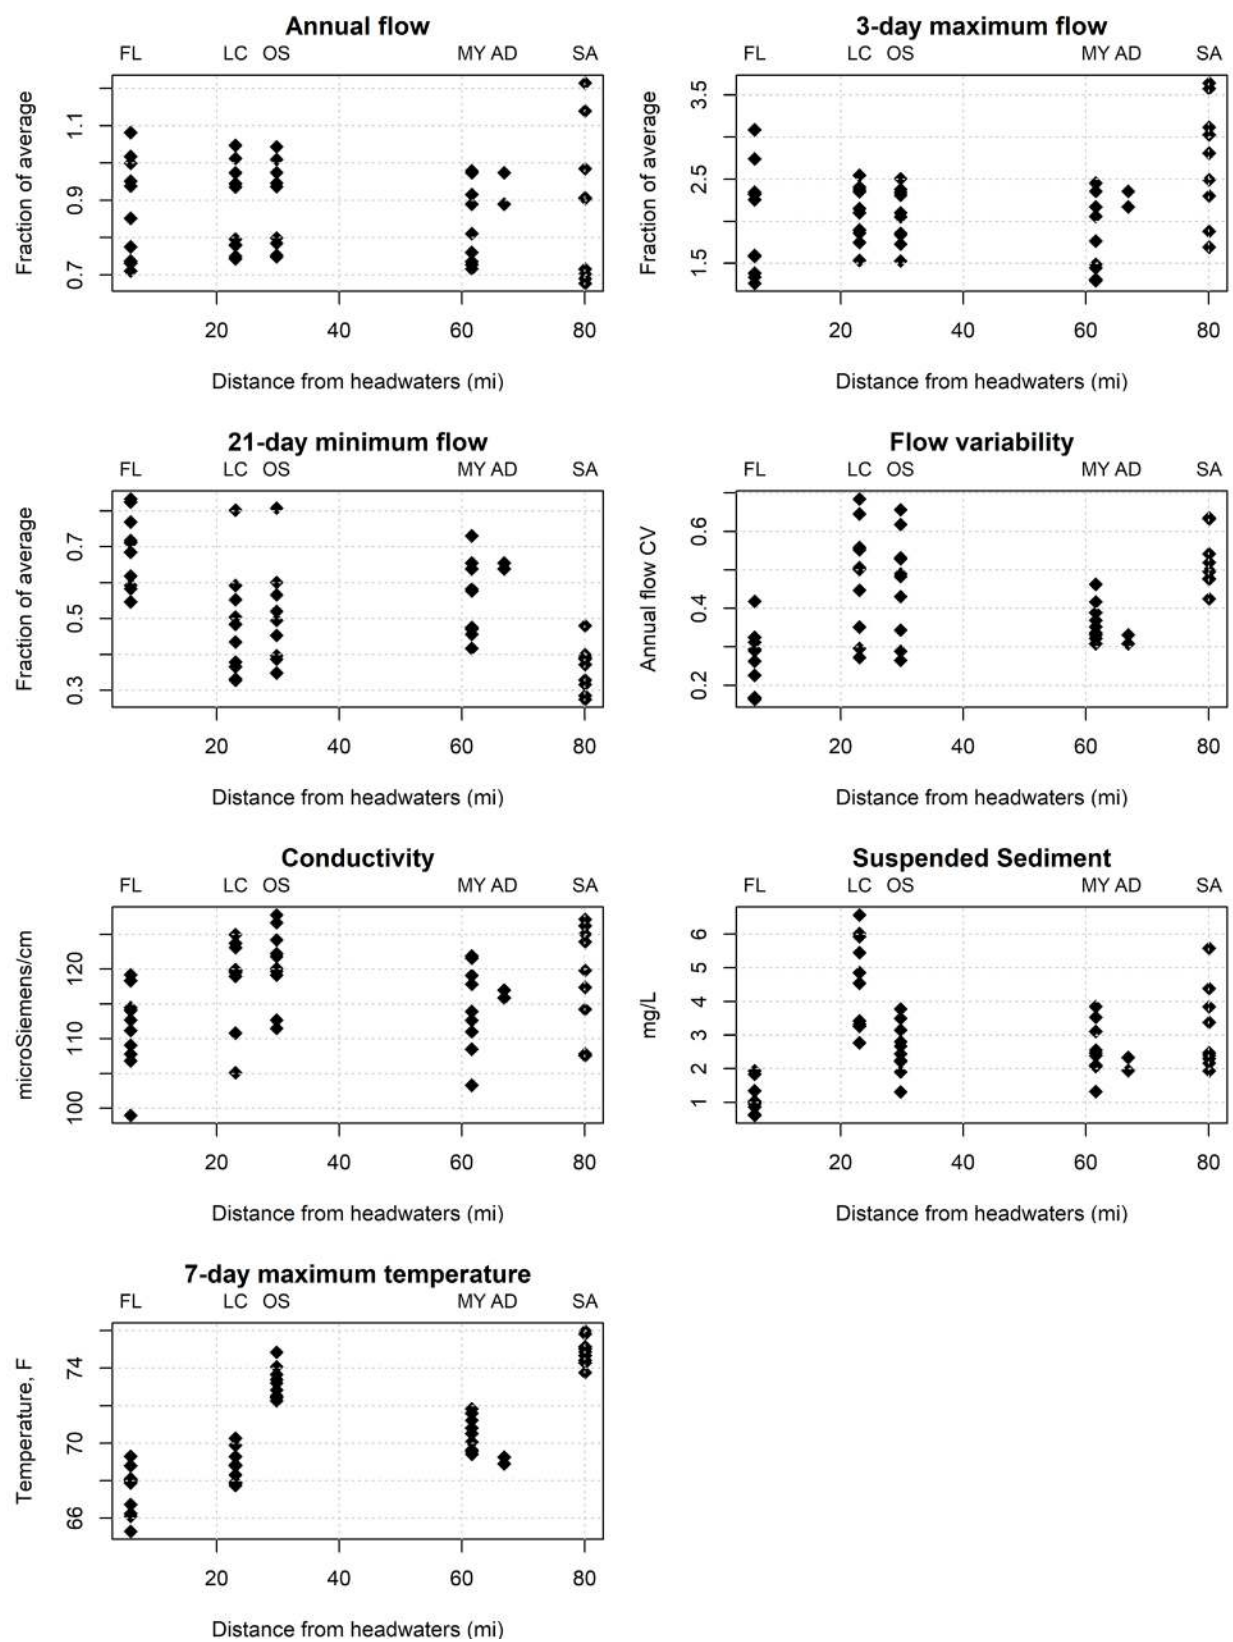 Annual flow
FL LC OS MY AD SA
Fraction of average
1.1
0.9
0.7
20 40 60 80
Distance from headwaters (mi)
3-day maximum flow
FL LC OS MY AD SA
Fraction of average
3.5
2.5
1.5
20 40 60 80
Distance from headwaters (mi)
21-day minimum flow
FL LC OS MY AD SA
Fraction of average
0.7
0.5
0.3
20 40 60 80
Distance from headwaters (mi)
Flow variability
FL LC OS MY AD SA
Annual flow CV
0.6
0.4
0.2
20 40 60 80
Distance from headwaters (mi)
Conductivity
FL LC OS MY AD SA
microSiemens/cm
120
110
100
20 40 60 80
Distance from headwaters (mi)
Suspended Sediment
FL LC OS MY AD SA
mg/L
6
5
4
3
2
1
20 40 60 80
Distance from headwaters (mi)
7-day maximum temperature
FL LC OS MY AD SA
Temperature, F
74
70
66
20 40 60 80
Distance from headwaters (mi)